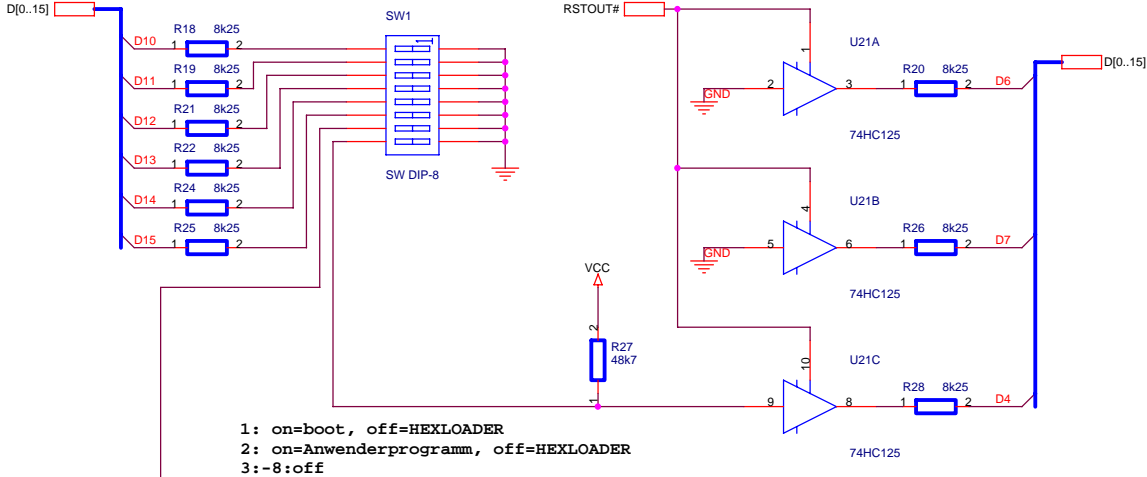 D[0..15]
SW1
RSTOUT#
D[0..15]
R18 8k25
D10 1 2
R19 8k25
D11 1 2
R21 8k25
D12 1 2
R22 8k25
D13 1 2
R24 8k25
D14 1 2
R25 8k25
D15 1 2
1
SW DIP-8
1
U21A
GND 2 3
R20 8k25
1 2 D6
74HC125
4
U21B
GND 5 6
R26 8k25
1 2 D7
74HC125
VCC
2
R27
48k7
1
10
U21C
9 8
R28 8k25
1 2 D4
74HC125
1: on=boot, off=HEXLOADER
2: on=Anwenderprogramm, off=HEXLOADER
3:-8:off